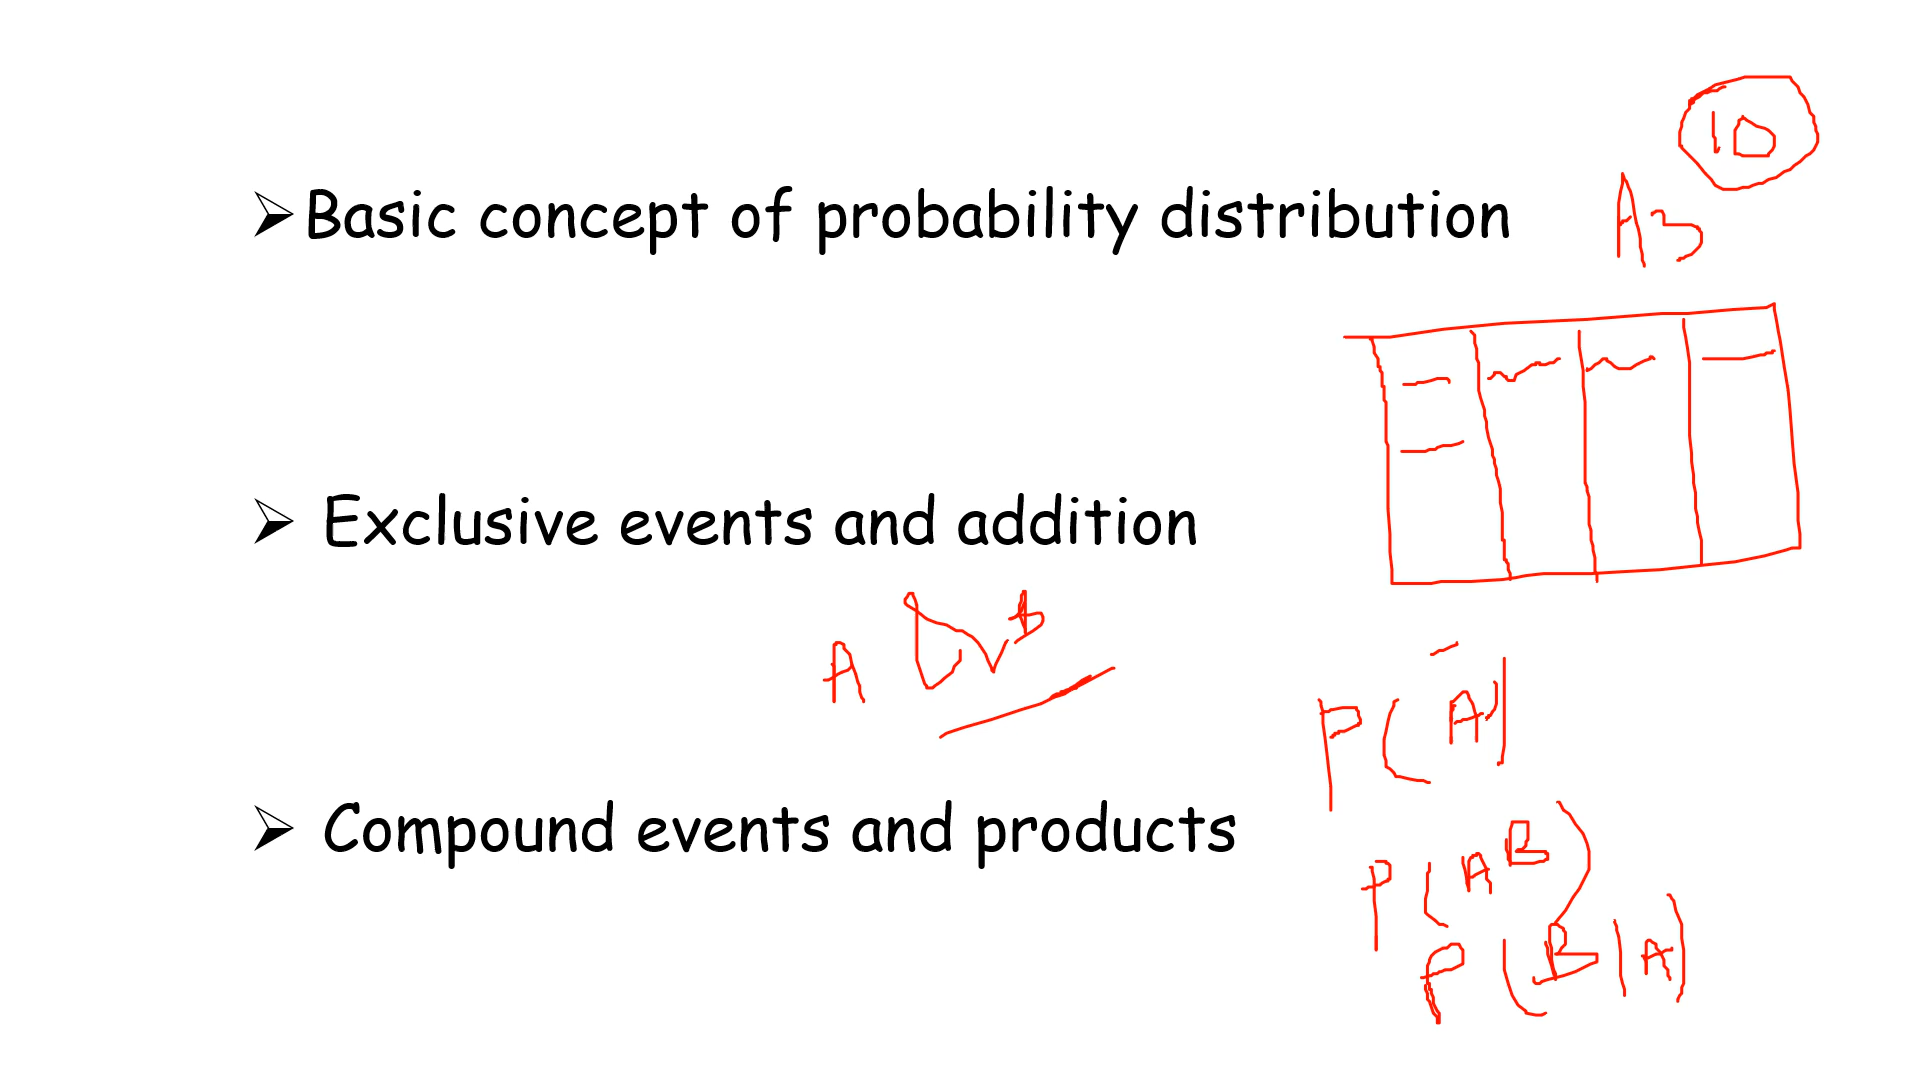 10
➢Basic concept of probability distribution
A3
➢ Exclusive events and addition
A B
P(A)
➢ Compound events and products
P(AB)
P(B|A)